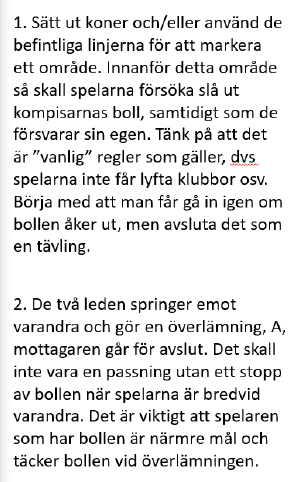 1. Sätt ut koner och/eller använd de
befintliga linjerna för att markera
ett område. Innanför detta område
så skall spelarna försöka slå ut
kompisarnas boll, samtidigt som de
försvarar sin egen. Tänk på att det
är ”vanlig” regler som gäller, dvs
spelarna inte får lyfta klubbor osv.
Börja med att man får gå in igen om
bollen åker ut, men avsluta det som
en tävling.
2. De två leden springer emot
varandra och gör en överlämning, A,
mottagaren går för avslut. Det skall
inte vara en passning utan ett stopp
av bollen när spelarna är bredvid
varandra. Det är viktigt att spelaren
som har bollen är närmre mål och
täcker bollen vid överlämningen.